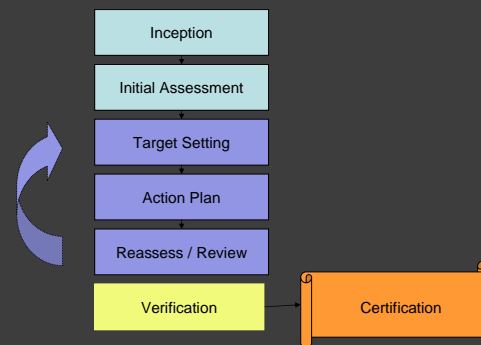 Inception
Initial Assessment
Target Setting
Action Plan
Reassess / Review
Verification
Certification